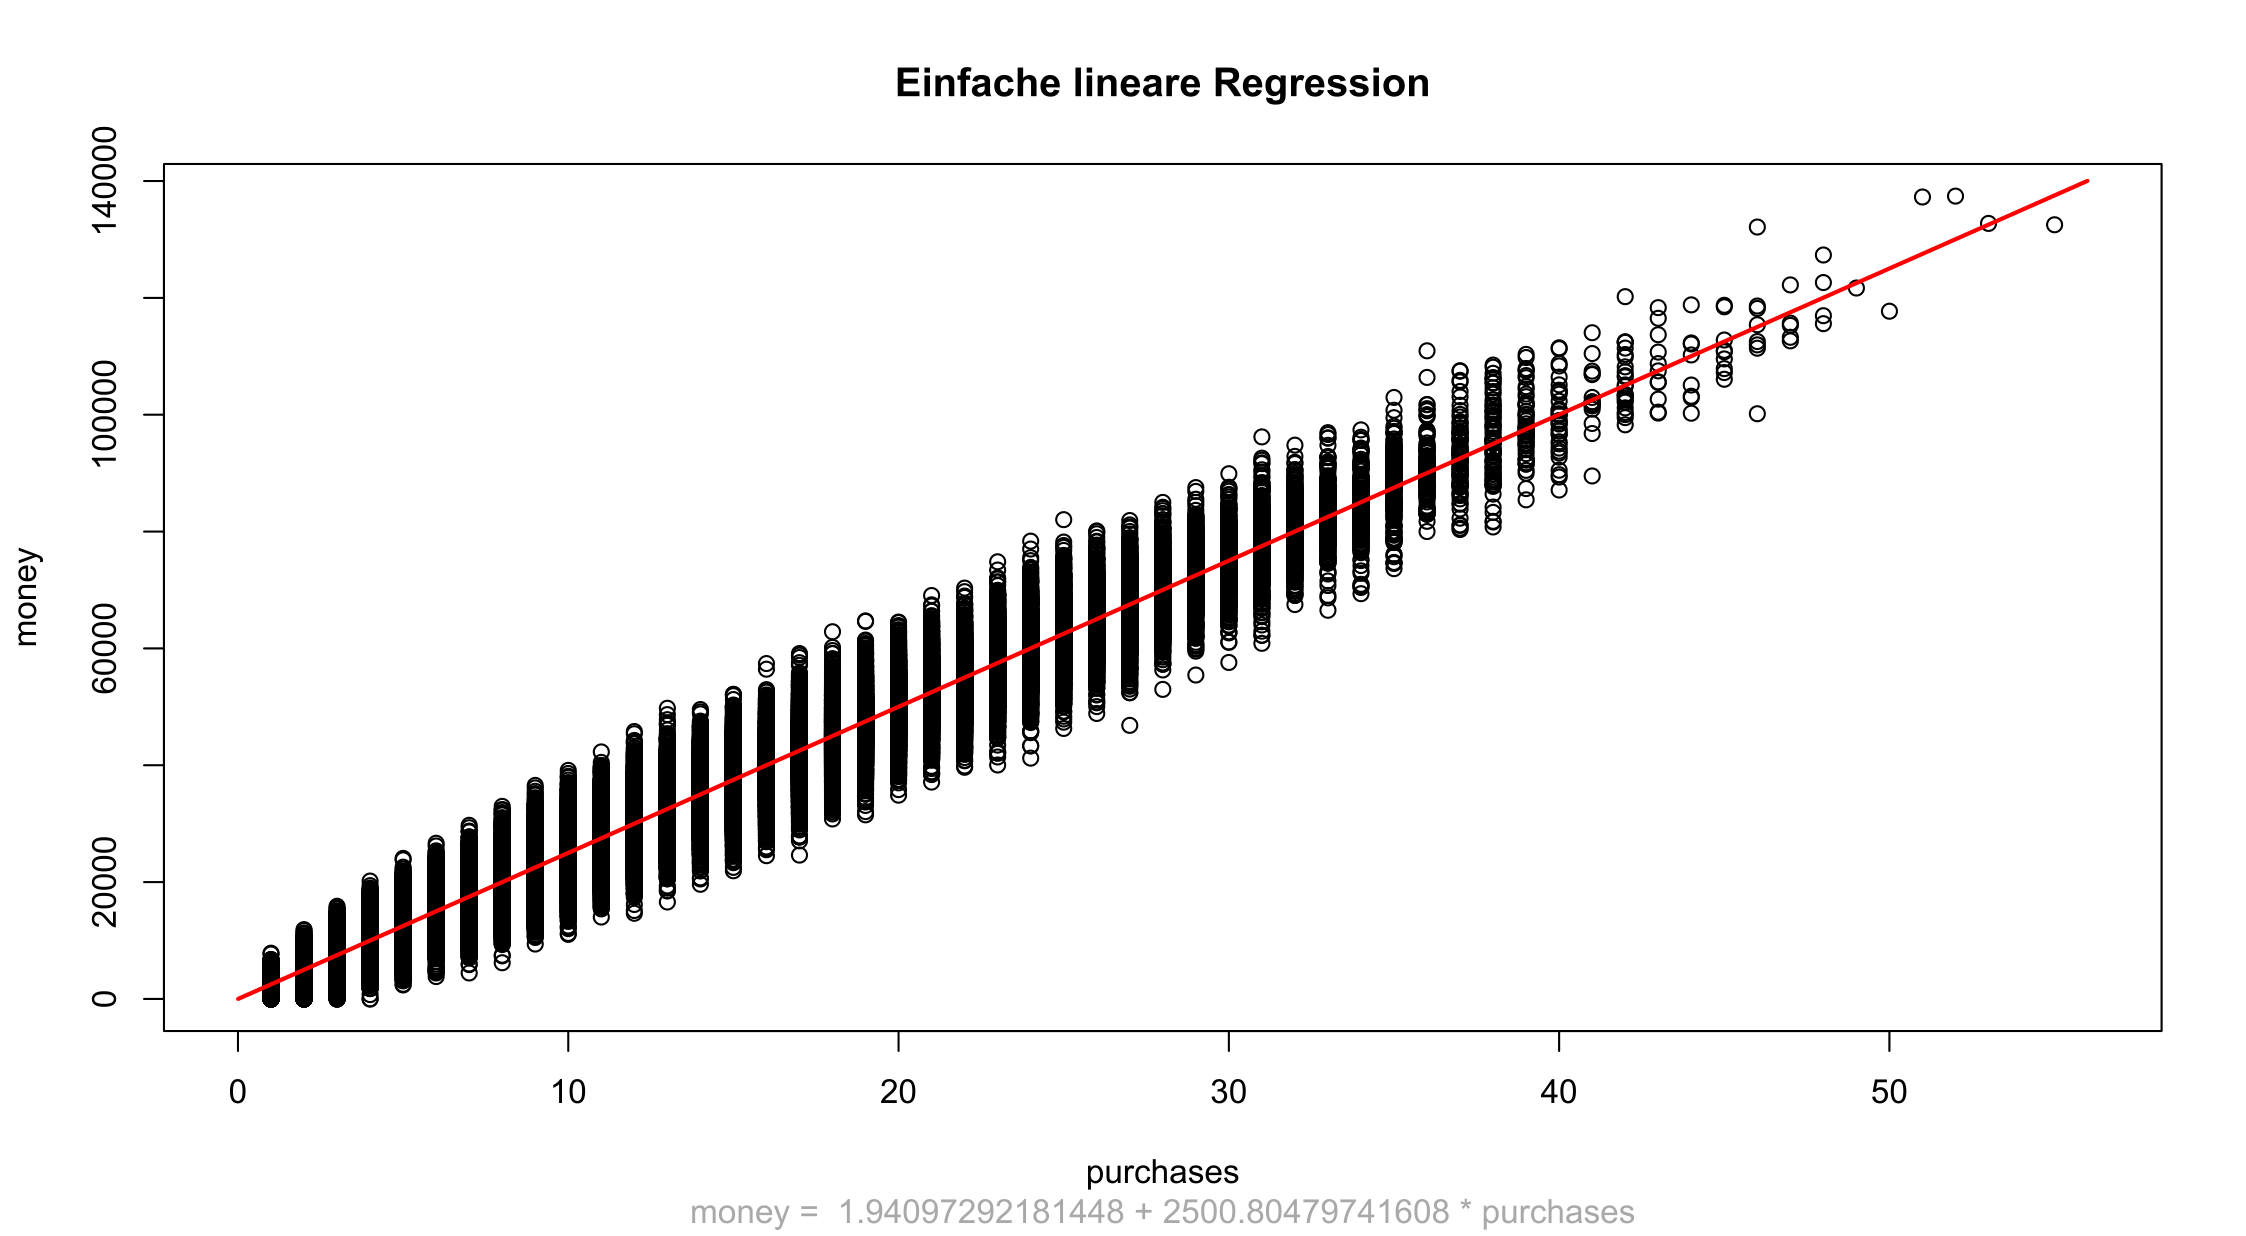 Einfache lineare Regression
money
140000
100000
60000
20000
0
0 10 20 30 40 50
purchases
money = 1.94097292181448 + 2500.80479741608 * purchases